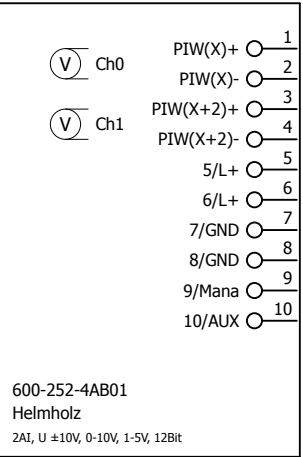 V Ch0
V Ch1
PIW(X)+ 1
PIW(X)- 2
PIW(X+2)+ 3
PIW(X+2)- 4
5/L+ 5
6/L+ 6
7/GND 7
8/GND 8
9/Mana 9
10/AUX 10
600-252-4AB01
Helmholz
2AI, U ±10V, 0-10V, 1-5V, 12Bit